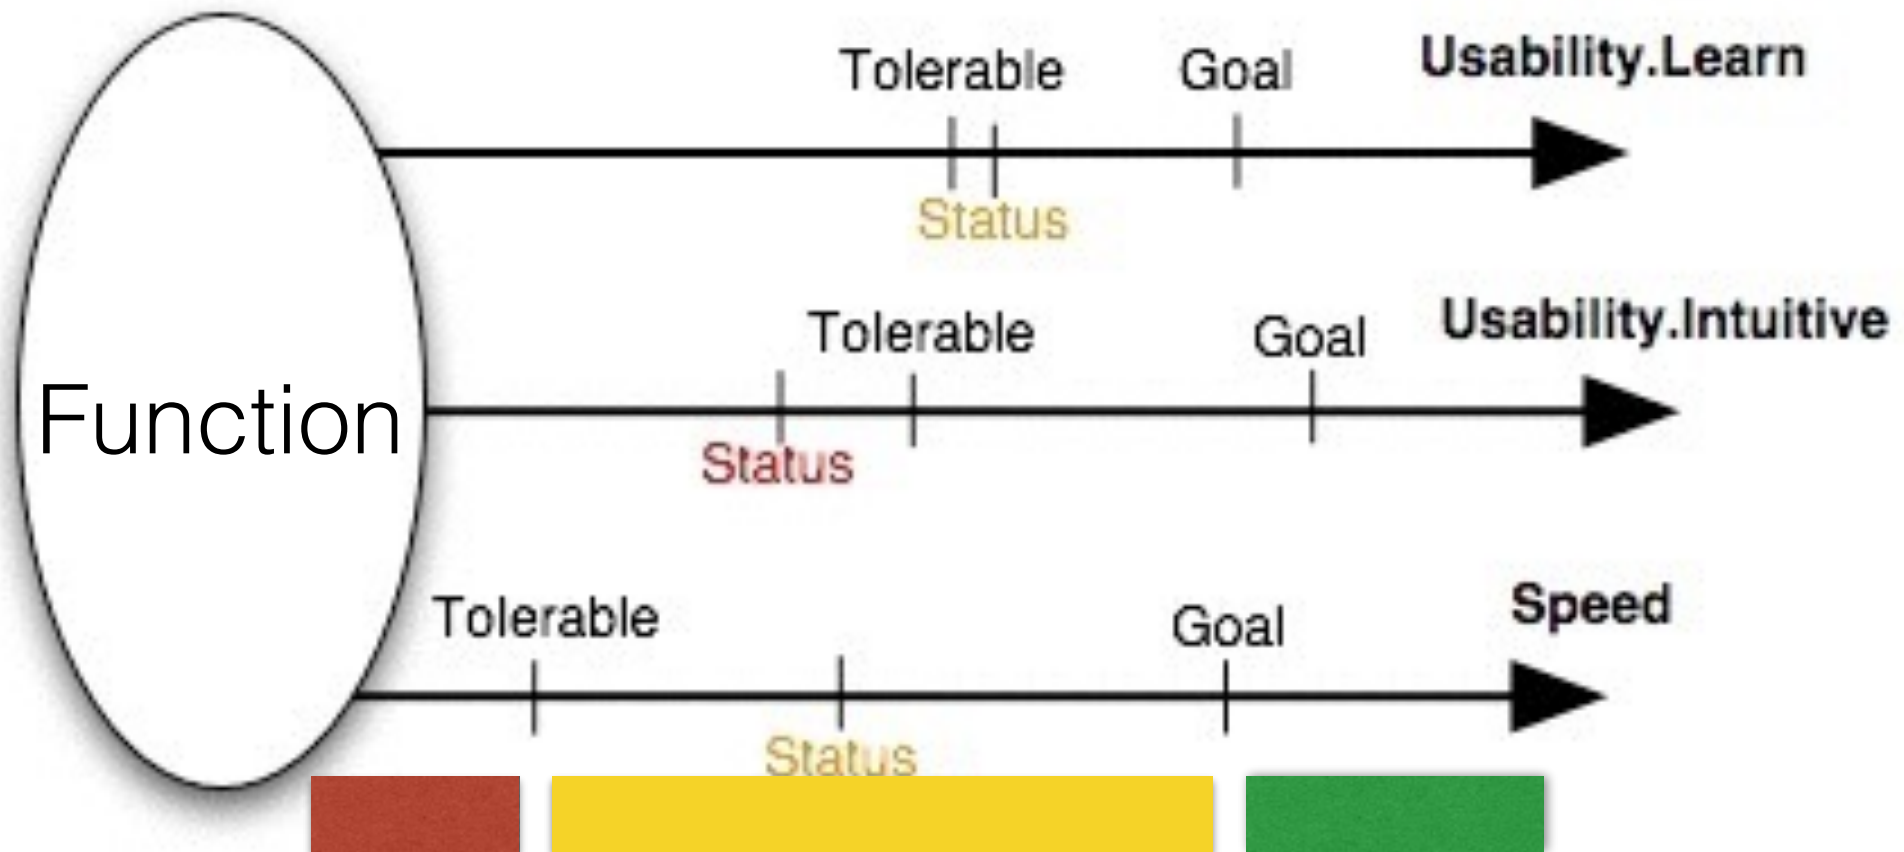 Tolerable Goal Usability.Learn
Status
Tolerable Goal Usability.Intuitive
Function
Status
Tolerable Goal Speed
Status